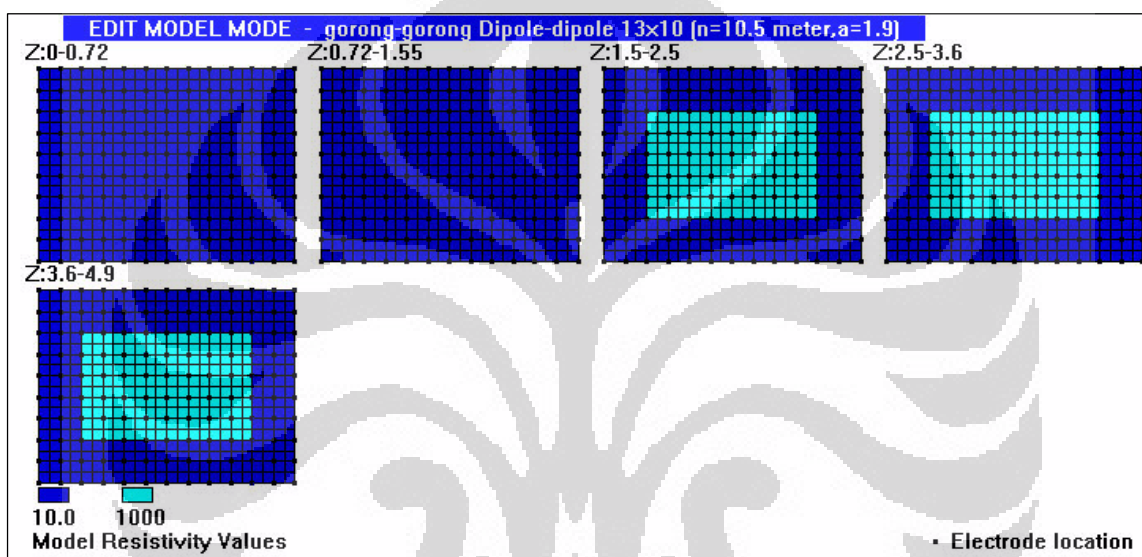 EDIT MODEL MODE - gorong-gorong Dipole-dipole 13x10 (n=10.5 meter,a=1.9)
Z:0-0.72 Z:0.72-1.55 Z:1.5-2.5 Z:2.5-3.6
Z:3.6-4.9
10.0 1000
Model Resistivity Values
Electrode location